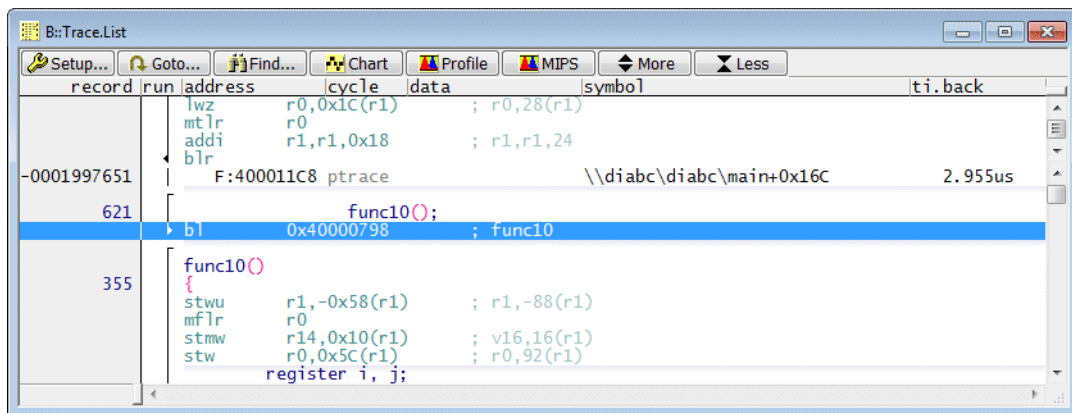 B::Trace.List
Setup... Goto... Find... Chart Profile MIPS More Less
record run address cycle data symbol ti.back
lwz r0,0x1C(r1) ; r0,28(r1)
mtlr r0
addi r1,r1,0x18 ; r1,r1,24
blr
-0001997651 F:400011C8 ptrace \\diabc\diabc\main+0x16C 2.955us
621 func10();
bl 0x40000798 ; func10
func10()
355 {
stwu r1,-0x58(r1) ; r1,-88(r1)
mflr r0
stmw r14,0x10(r1) ; v16,16(r1)
stw r0,0x5C(r1) ; r0,92(r1)
register i, j;